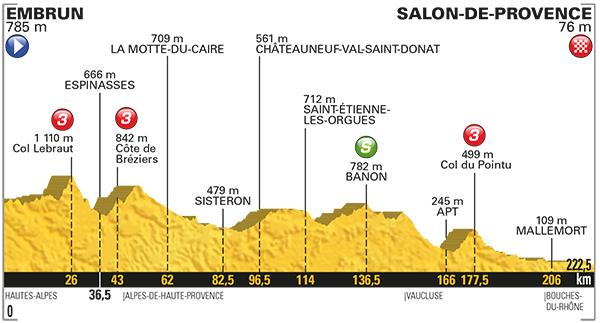 EMBRUN
785 m
SALON-DE-PROVENCE
76 m
709 m
LA MOTTE-DU-CAIRE
561 m
CHÂTEAUNEUF-VAL-SAINT-DONAT
666 m
ESPINASSES
712 m
SAINT-ÉTIENNE-
LES-ORGUES
3
1 110 m
Col Lebraut
3
842 m
Côte de
Bréziers
S
782 m
BANON
3
499 m
Col du Pointu
479 m
SISTERON
245 m
APT
109 m
MALLEMORT
222,5
km
26
36,5
43
62
82,5
96,5
114
136,5
166
177,5
206
HAUTES-ALPES
ALPES-DE-HAUTE-PROVENCE
VAUCLUSE
BOUCHES-
DU-RHÔNE
0